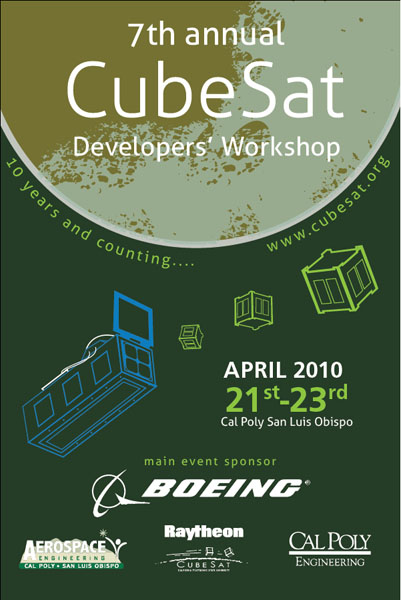 7th annual
CubeSat
Developers' Workshop
10 years and counting....
www.cubesat.org
APRIL 2010
21st-23rd
Cal Poly San Luis Obispo
main event sponsor
BOEING®
Raytheon
AEROSPACE
ENGINEERING
CAL POLY • SAN LUIS OBISPO
CUBESAT
CAL POLY
ENGINEERING